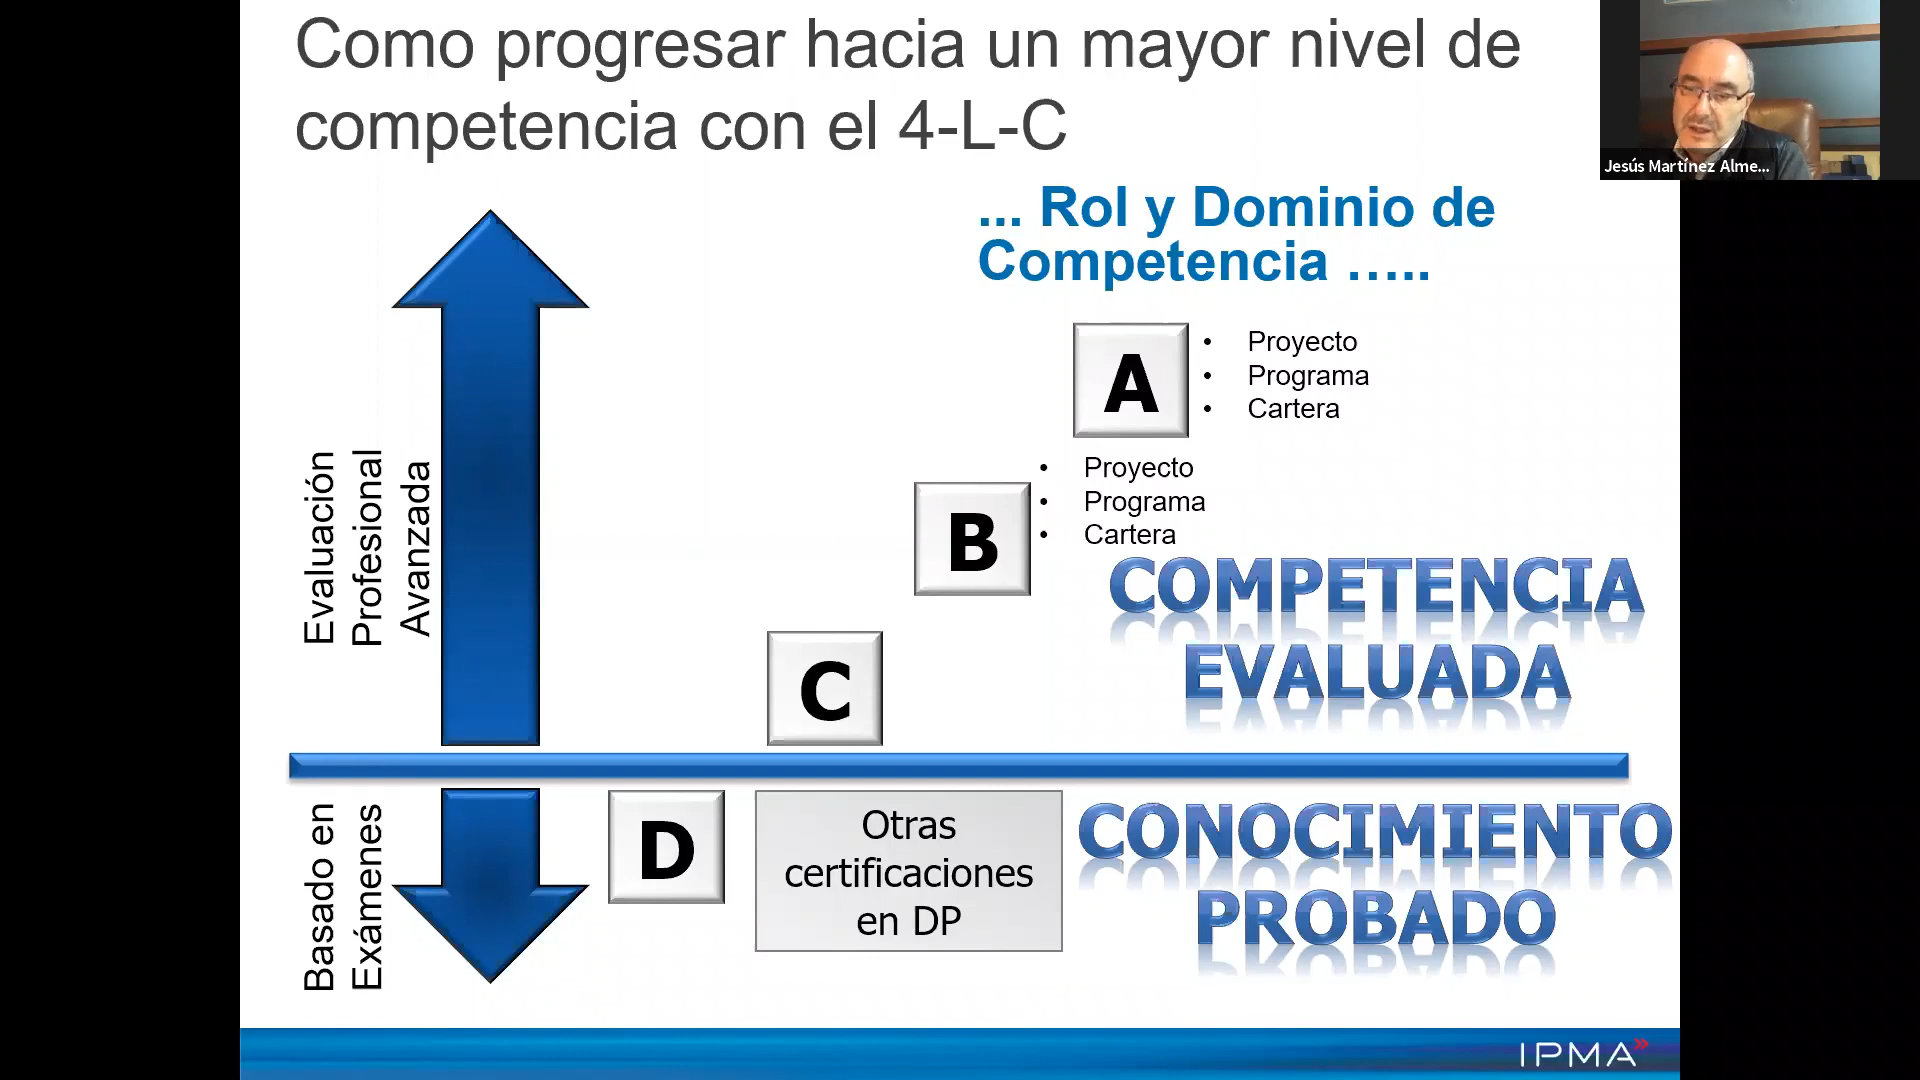 Como progresar hacia un mayor nivel de
competencia con el 4-L-C
Jesús Martínez Alme...
... Rol y Dominio de
Competencia .....
A
• Proyecto
• Programa
• Cartera
B
• Proyecto
• Programa
• Cartera
Evaluación
Profesional
Avanzada
COMPETENCIA
EVALUADA
C
Basado en
Exámenes
D
Otras
certificaciones
en DP
CONOCIMIENTO
PROBADO
IPMA